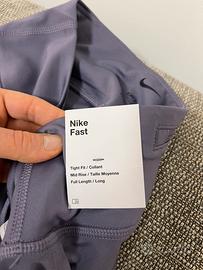 Nike
Fast
Tight Fit / Collant
Mid Rise / Taille Moyenne
Full Length / Long